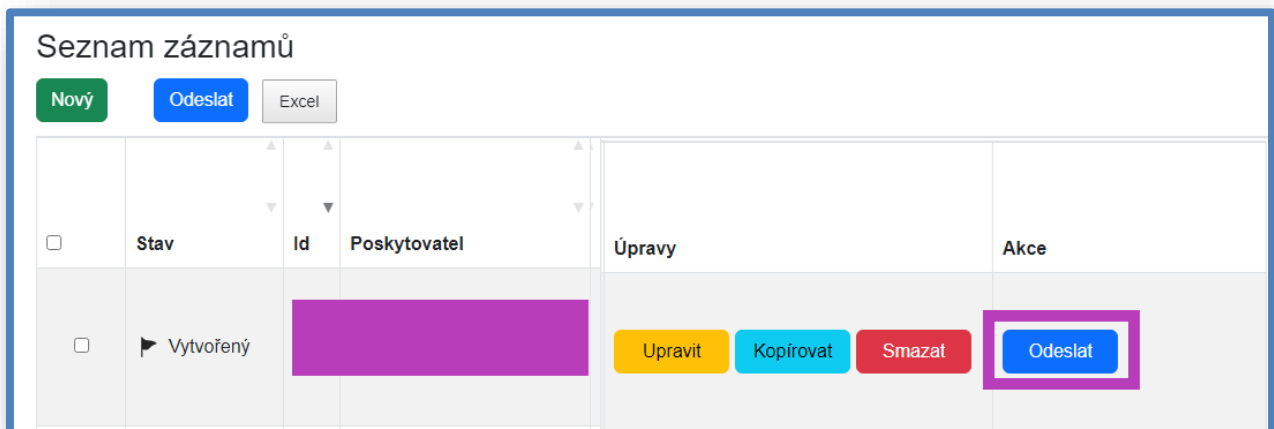 Seznam záznamů
Nový Odeslat Excel
Stav Id Poskytovatel Úpravy Akce
Vytvořený Upravit Kopírovat Smazat Odeslat